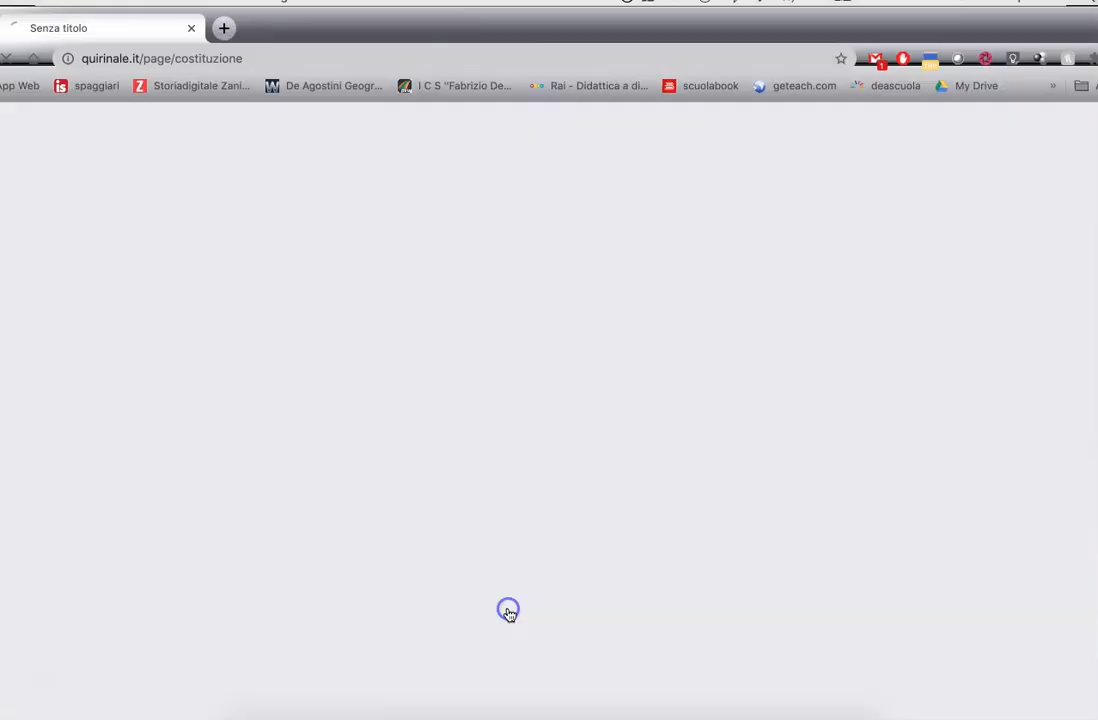 Senza titolo
quirinale.it/page/costituzione
App Web spaggiari Storiadigitale Zani... De Agostini Geogr... I C S "Fabrizio De... Rai - Didattica a di... scuolabook geteach.com deascuola My Drive »